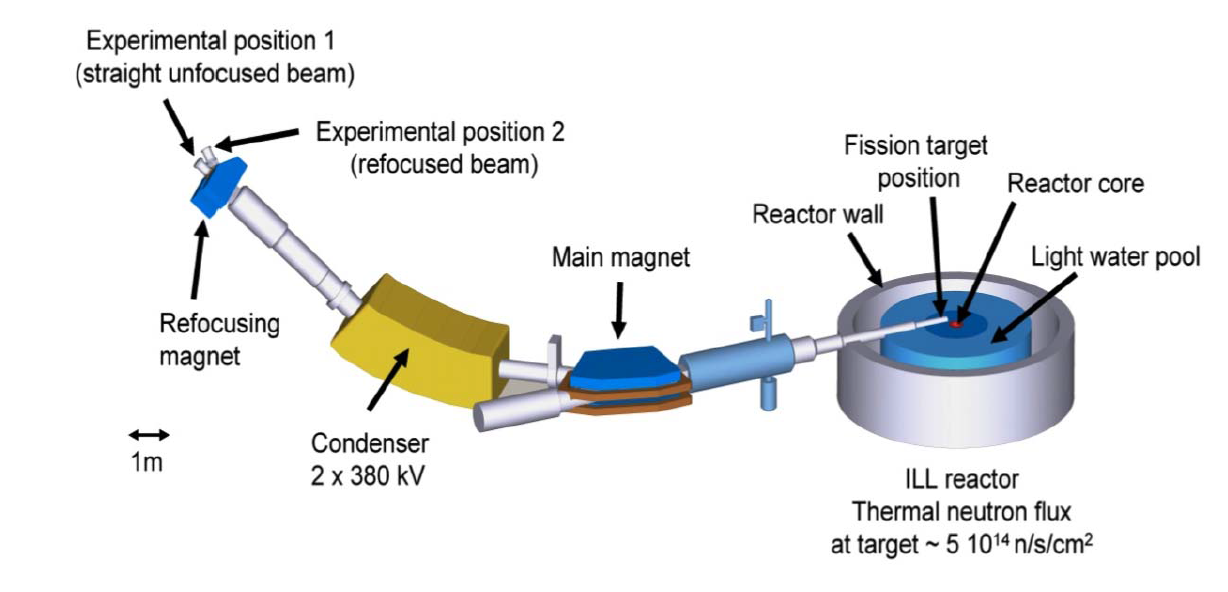 Experimental position 1
(straight unfocused beam)
Experimental position 2
(refocused beam)
Fission target
position
Reactor core
Reactor wall
Light water pool
Main magnet
Refocusing
magnet
Condenser
2 x 380 kV
1m
ILL reactor
Thermal neutron flux
at target ~ 5 10¹⁴ n/s/cm²